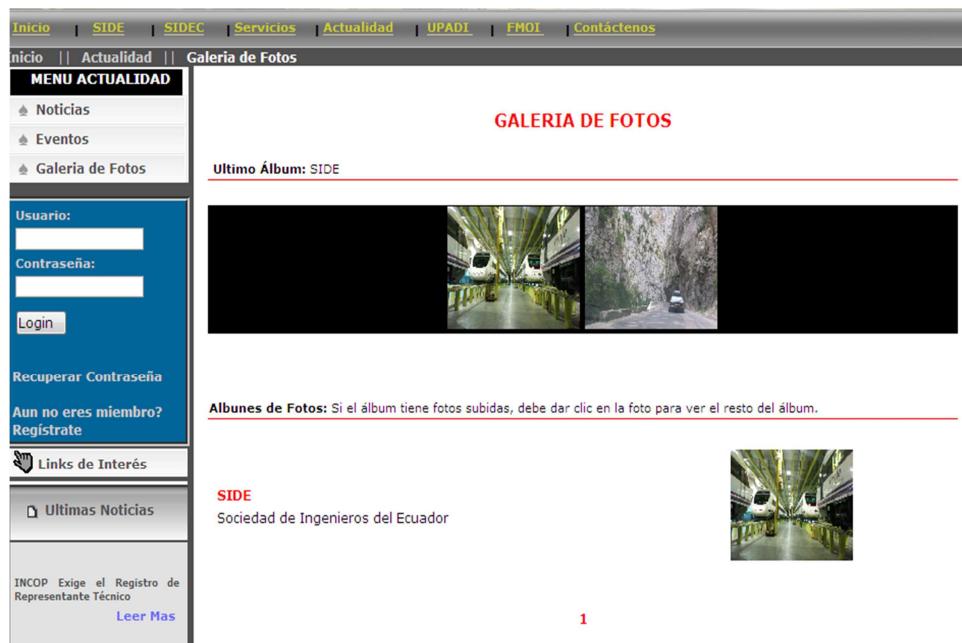 Inicio | SIDE | SIDEC | Servicios | Actualidad | UPADI | FMOI | Contáctenos
nicio || Actualidad || Galeria de Fotos
MENU ACTUALIDAD
Noticias
Eventos
Galeria de Fotos
Usuario:
Contraseña:
Login
Recuperar Contraseña
Aun no eres miembro?
Regístrate
Links de Interés
Ultimas Noticias
INCOP Exige el Registro de
Representante Técnico
Leer Mas
GALERIA DE FOTOS
Ultimo Álbum: SIDE
Albunes de Fotos: Si el álbum tiene fotos subidas, debe dar clic en la foto para ver el resto del álbum.
SIDE
Sociedad de Ingenieros del Ecuador
1